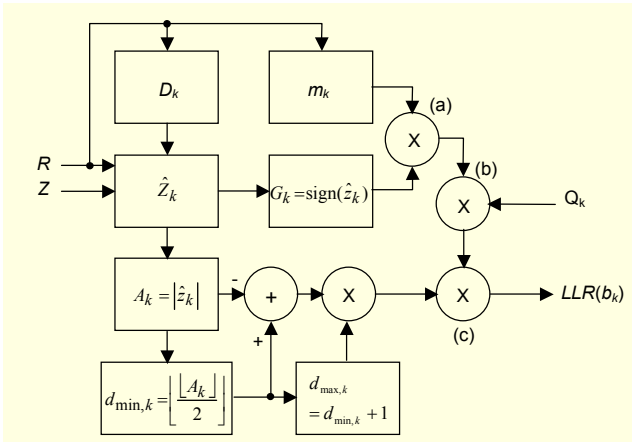 D_k
m_k
(a)
X
R
Z
Ẑ_k
G_k = sign(ẑ_k)
(b)
X
Q_k
A_k = |ẑ_k|
-
+
X
X
LLR(b_k)
+
(c)
d_min,k = ⌊⌊A_k⌋/2⌋
d_max,k
= d_min,k + 1